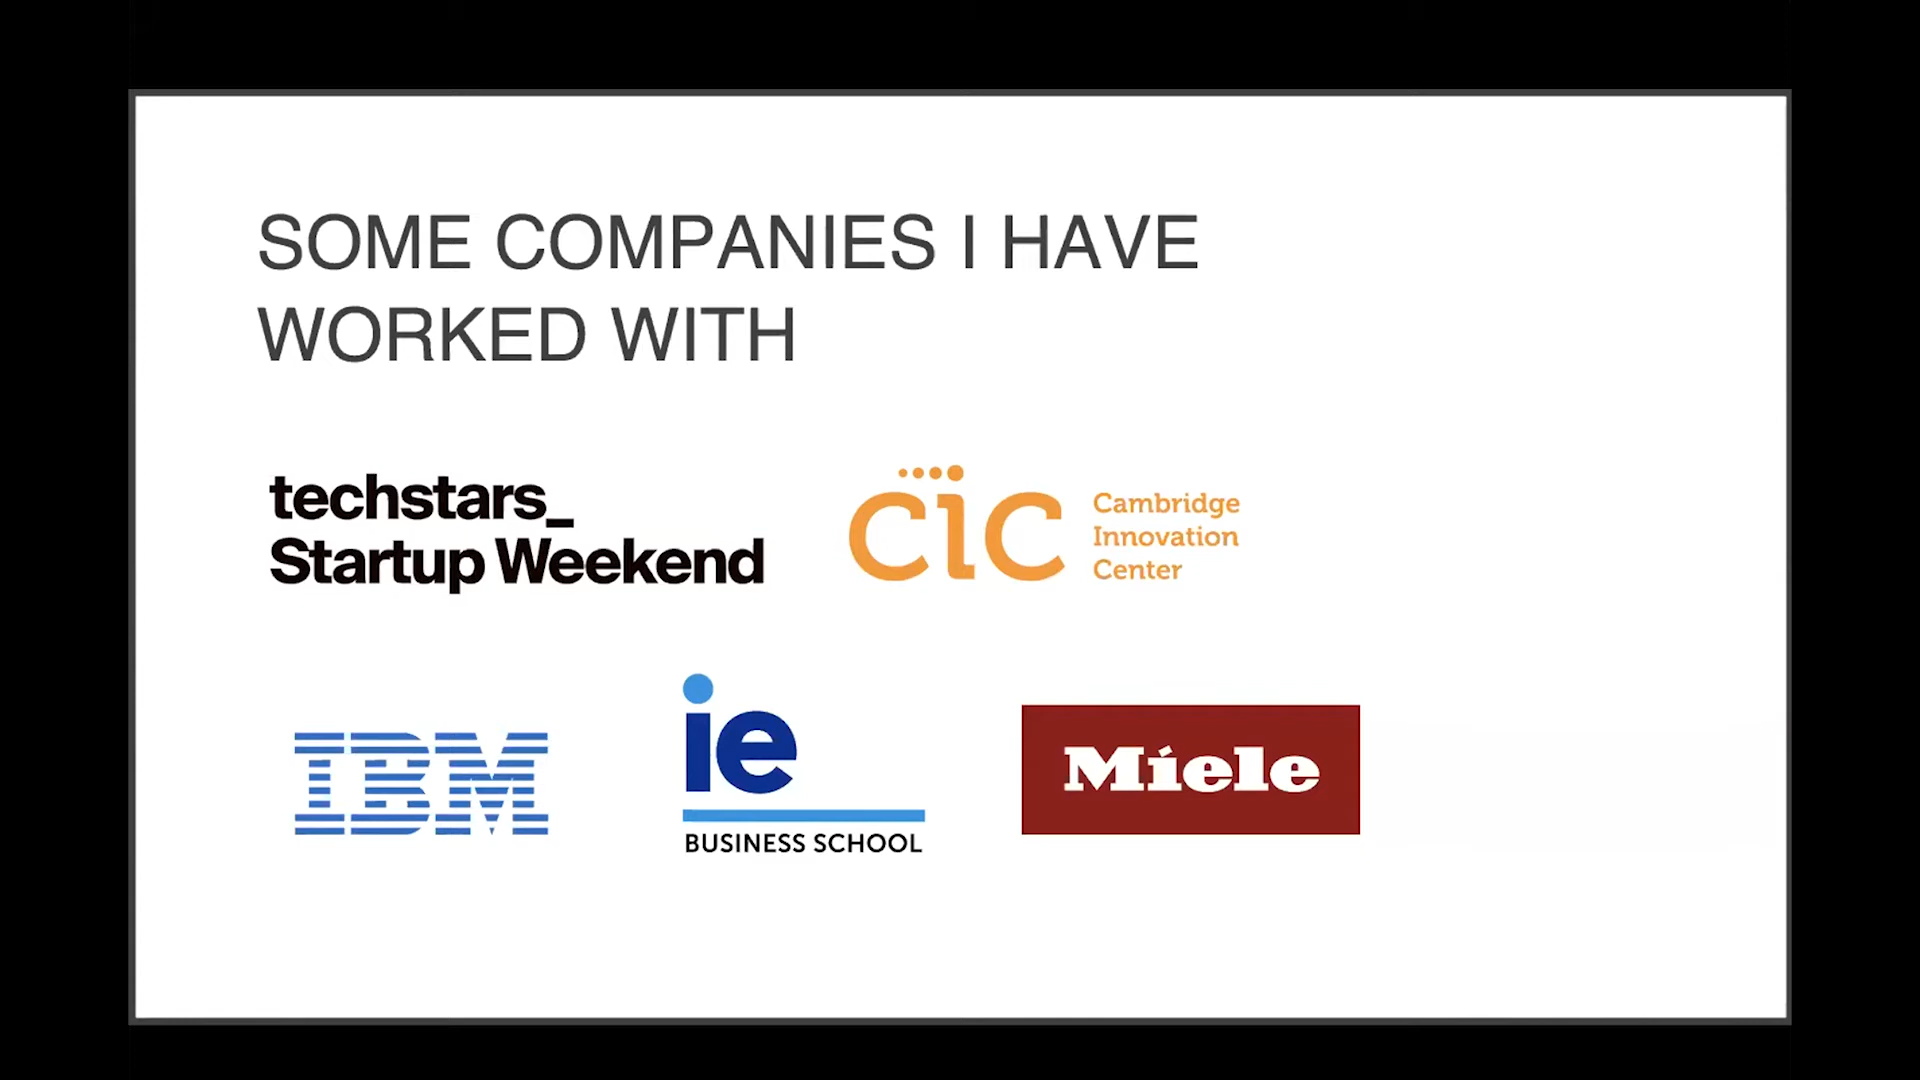 SOME COMPANIES I HAVE
WORKED WITH
techstars_
Startup Weekend
cic
Cambridge
Innovation
Center
IBM
ie
BUSINESS SCHOOL
Miele